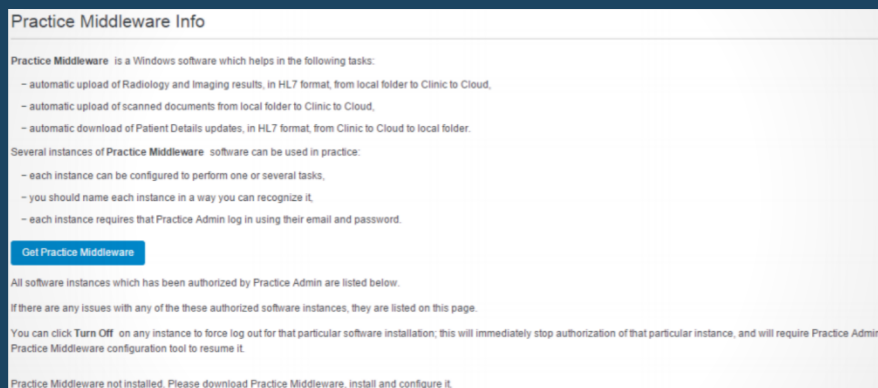 Practice Middleware Info
Practice Middleware is a Windows software which helps in the following tasks:
– automatic upload of Radiology and Imaging results, in HL7 format, from local folder to Clinic to Cloud,
– automatic upload of scanned documents from local folder to Clinic to Cloud,
– automatic download of Patient Details updates, in HL7 format, from Clinic to Cloud to local folder.
Several instances of Practice Middleware software can be used in practice:
– each instance can be configured to perform one or several tasks,
– you should name each instance in a way you can recognize it,
– each instance requires that Practice Admin log in using their email and password.
Get Practice Middleware
All software instances which has been authorized by Practice Admin are listed below.
If there are any issues with any of the these authorized software instances, they are listed on this page.
You can click Turn Off on any instance to force log out for that particular software installation; this will immediately stop authorization of that particular instance, and will require Practice Admin
Practice Middleware configuration tool to resume it.
Practice Middleware not installed. Please download Practice Middleware, install and configure it.